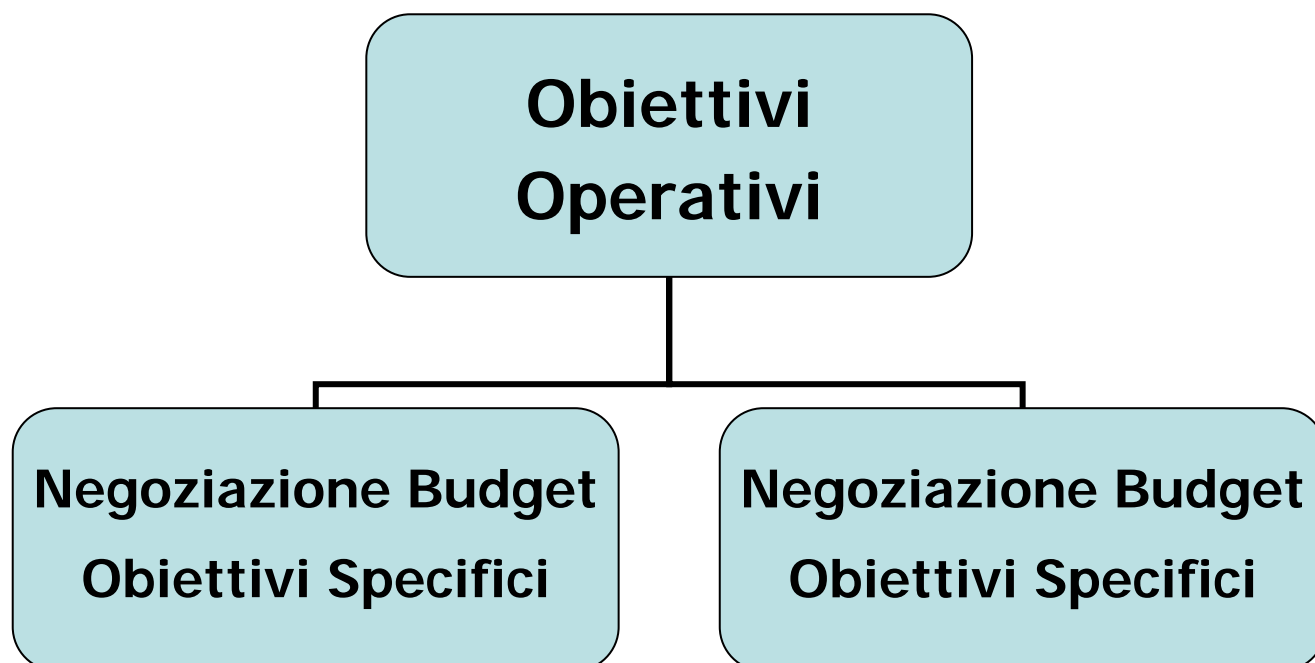 Obiettivi
Operativi
Negoziazione Budget
Obiettivi Specifici
Negoziazione Budget
Obiettivi Specifici